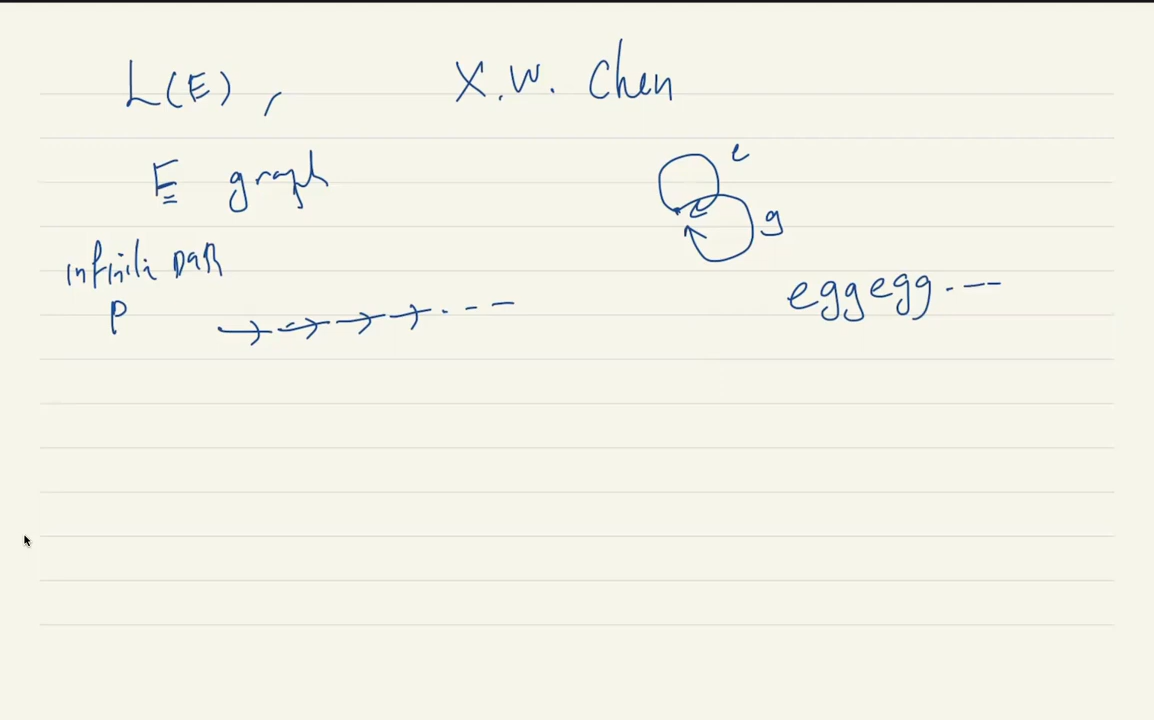 L(E), X.W. Chen
E graph
e
g
infinite path
p
eggegg.--